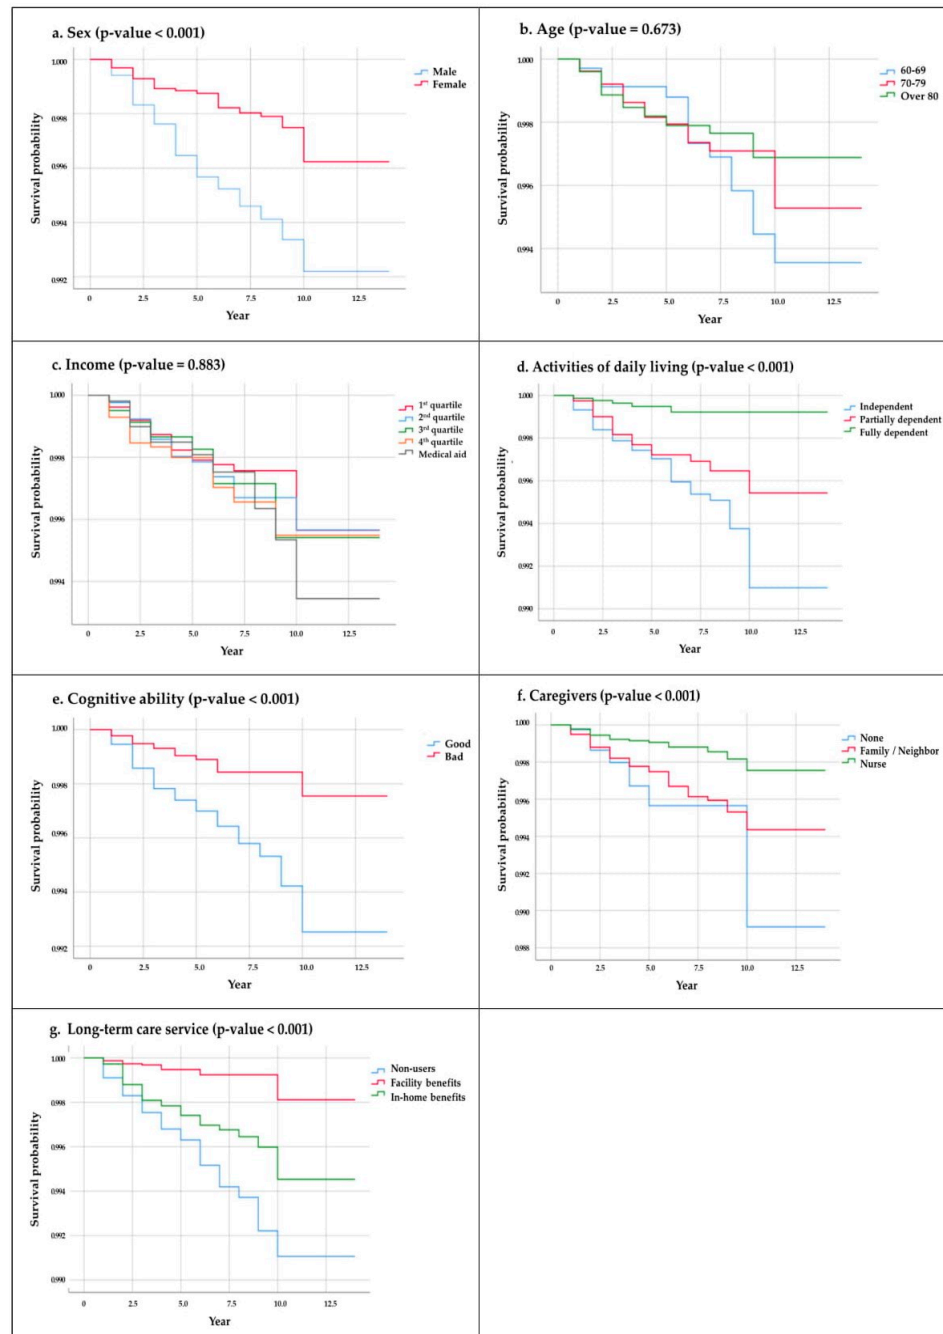 a. Sex (p-value < 0.001)
1.000
0.998
0.996
0.994
0.992
Survival probability
0 2.5 5.0 7.5 10.0 12.5
Year
Male
Female
b. Age (p-value = 0.673)
1.000
0.998
0.996
0.994
Survival probability
0 2.5 5.0 7.5 10.0 12.5
Year
60-69
70-79
Over 80
c. Income (p-value = 0.883)
1.000
0.998
0.996
0.994
Survival probability
0 2.5 5.0 7.5 10.0 12.5
Year
1st quartile
2nd quartile
3rd quartile
4th quartile
Medical aid
d. Activities of daily living (p-value < 0.001)
1.000
0.998
0.996
0.994
0.992
0.990
Survival probability
0 2.5 5.0 7.5 10.0 12.5
Year
Independent
Partially dependent
Fully dependent
e. Cognitive ability (p-value < 0.001)
1.000
0.998
0.996
0.994
0.992
Survival probability
0 2.5 5.0 7.5 10.0 12.5
Year
Good
Bad
f. Caregivers (p-value < 0.001)
1.000
0.998
0.996
0.994
0.992
0.990
0.988
Survival probability
0 2.5 5.0 7.5 10.0 12.5
Year
None
Family / Neighbor
Nurse
g. Long-term care service (p-value < 0.001)
1.000
0.998
0.996
0.994
0.992
0.990
Survival probability
0 2.5 5.0 7.5 10.0 12.5
Year
Non-users
Facility benefits
In-home benefits